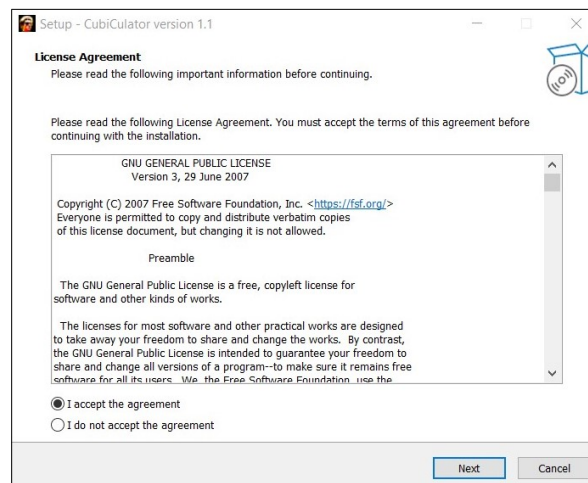 Setup - CubiCulator version 1.1
License Agreement
Please read the following important information before continuing.
Please read the following License Agreement. You must accept the terms of this agreement before
continuing with the installation.
GNU GENERAL PUBLIC LICENSE
Version 3, 29 June 2007
Copyright (C) 2007 Free Software Foundation, Inc. <https://fsf.org/>
Everyone is permitted to copy and distribute verbatim copies
of this license document, but changing it is not allowed.
Preamble
The GNU General Public License is a free, copyleft license for
software and other kinds of works.
The licenses for most software and other practical works are designed
to take away your freedom to share and change the works.  By contrast,
the GNU General Public License is intended to guarantee your freedom to
share and change all versions of a program--to make sure it remains free
software for all its users.  We, the Free Software Foundation, use the
I accept the agreement
I do not accept the agreement
Next
Cancel